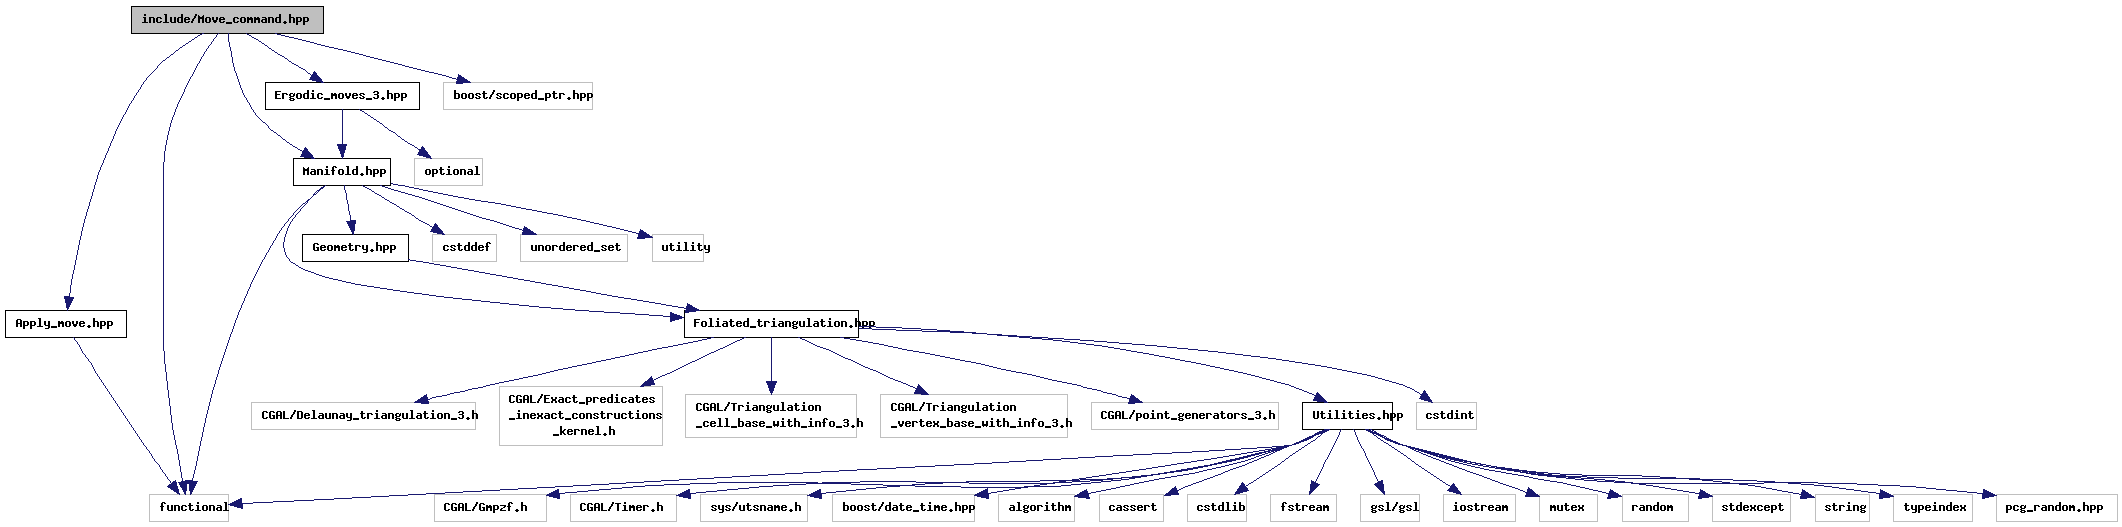 include/Move_command.hpp
Ergodic_moves_3.hpp
boost/scoped_ptr.hpp
Manifold.hpp
optional
Geometry.hpp
cstddef
unordered_set
utility
Apply_move.hpp
Foliated_triangulation.hpp
CGAL/Delaunay_triangulation_3.h
CGAL/Exact_predicates
_inexact_constructions
_kernel.h
CGAL/Triangulation
_cell_base_with_info_3.h
CGAL/Triangulation
_vertex_base_with_info_3.h
CGAL/point_generators_3.h
Utilities.hpp
cstdint
functional
CGAL/Gmpzf.h
CGAL/Timer.h
sys/utsname.h
boost/date_time.hpp
algorithm
cassert
cstdlib
fstream
gsl/gsl
iostream
mutex
random
stdexcept
string
typeindex
pcg_random.hpp